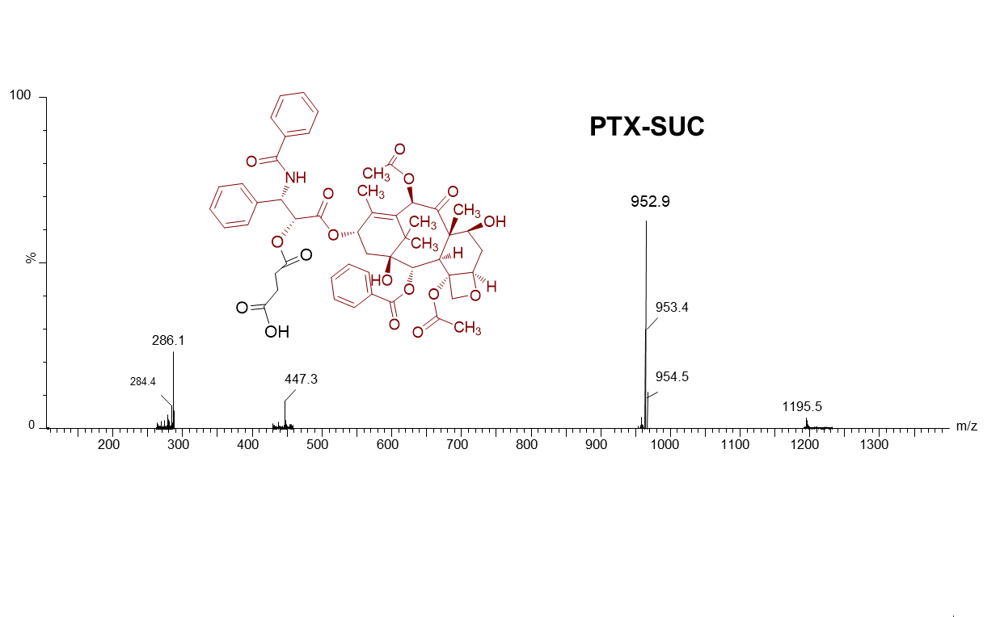 100
PTX-SUC
O
CH3
O
O
NH
CH3
O
O
952.9
O
CH3
OH
CH3
CH3
O
O
H
HO
H
O
O
O
O
%
953.4
O
O
CH3
O
OH
286.1
284.4
447.3
954.5
1195.5
0
m/z
200 300 400 500 600 700 800 900 1000 1100 1200 1300